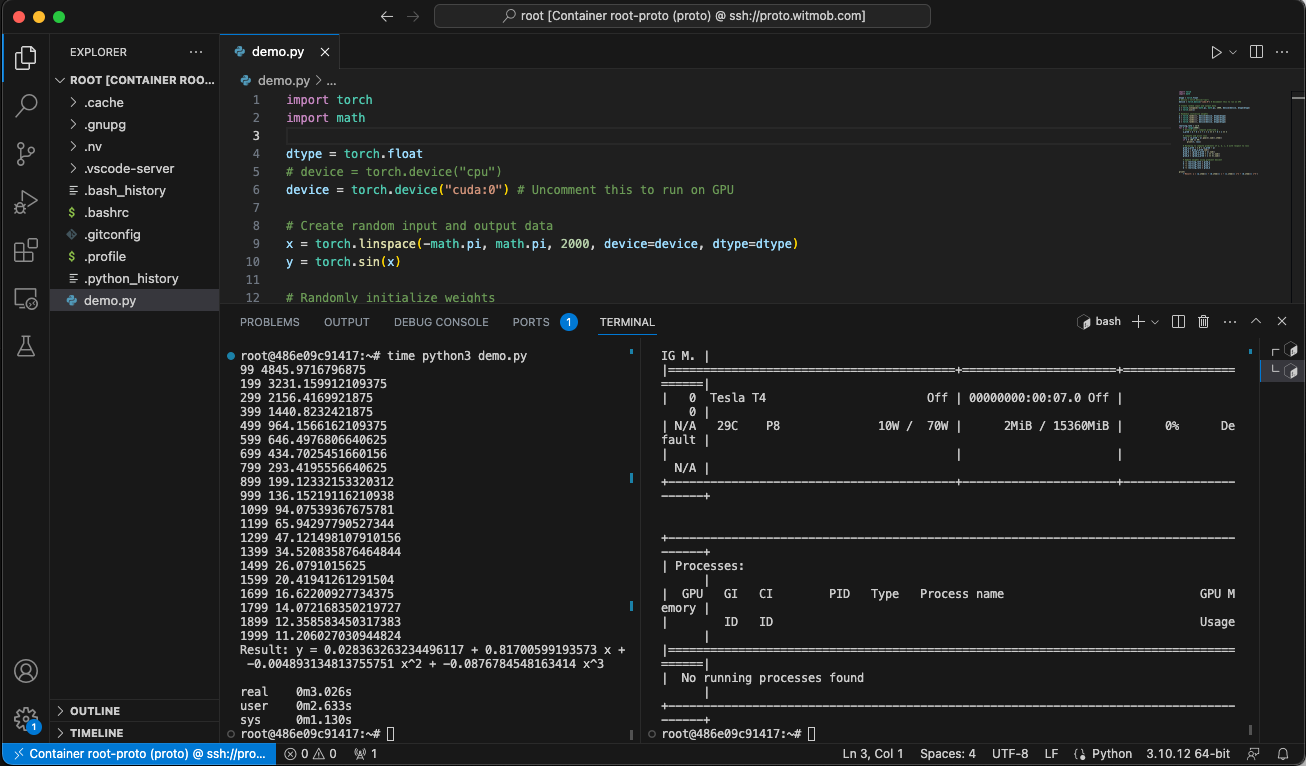 root [Container root-proto (proto) @ ssh://proto.witmob.com]
EXPLORER
ROOT [CONTAINER ROO...
.cache
.gnupg
.nv
.vscode-server
.bash_history
$ .bashrc
.gitconfig
$ .profile
.python_history
demo.py
OUTLINE
TIMELINE
demo.py
demo.py > ...
1 import torch
2 import math
3
4 dtype = torch.float
5 # device = torch.device("cpu")
6 device = torch.device("cuda:0") # Uncomment this to run on GPU
7
8 # Create random input and output data
9 x = torch.linspace(-math.pi, math.pi, 2000, device=device, dtype=dtype)
10 y = torch.sin(x)
11
12 # Randomly initialize weights
PROBLEMS OUTPUT DEBUG CONSOLE PORTS 1 TERMINAL
bash
root@486e09c91417:~# time python3 demo.py
99 4845.9716796875
199 3231.159912109375
299 2156.4169921875
399 1440.8232421875
499 964.1566162109375
599 646.4976806640625
699 434.7025451660156
799 293.4195556640625
899 199.12332153320312
999 136.15219116210938
1099 94.07539367675781
1199 65.94297790527344
1299 47.121498107910156
1399 34.520835876464844
1499 26.0791015625
1599 20.41941261291504
1699 16.62200927734375
1799 14.072168350219727
1899 12.358583450317383
1999 11.206027030944824
Result: y = 0.028363263234496117 + 0.81700599193573 x +
-0.004893134813755751 x^2 + -0.0876784548163414 x^3
real 0m3.026s
user 0m2.633s
sys 0m1.130s
root@486e09c91417:~#
IG M. |
|=========================================+======================+================
======|
| 0 Tesla T4 Off | 00000000:00:07.0 Off |
0 |
| N/A 29C P8 10W / 70W | 2MiB / 15360MiB | 0% De
fault |
| | |
N/A |
+-----------------------------------------+----------------------+----------------
------+
+---------------------------------------------------------------------------------
------+
| Processes:
|
| GPU GI CI PID Type Process name GPU M
emory |
| ID ID Usage
|
|=================================================================================
======|
| No running processes found
|
+---------------------------------------------------------------------------------
------+
root@486e09c91417:~#
1
Container root-proto (proto) @ ssh://pro... 0 0 1 Ln 3, Col 1 Spaces: 4 UTF-8 LF Python 3.10.12 64-bit